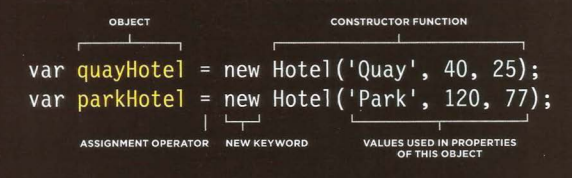 OBJECT CONSTRUCTOR FUNCTION
var quayHotel = new Hotel('Quay', 40, 25);
var parkHotel = new Hotel('Park', 120, 77);
ASSIGNMENT OPERATOR NEW KEYWORD VALUES USED IN PROPERTIES
OF THIS OBJECT